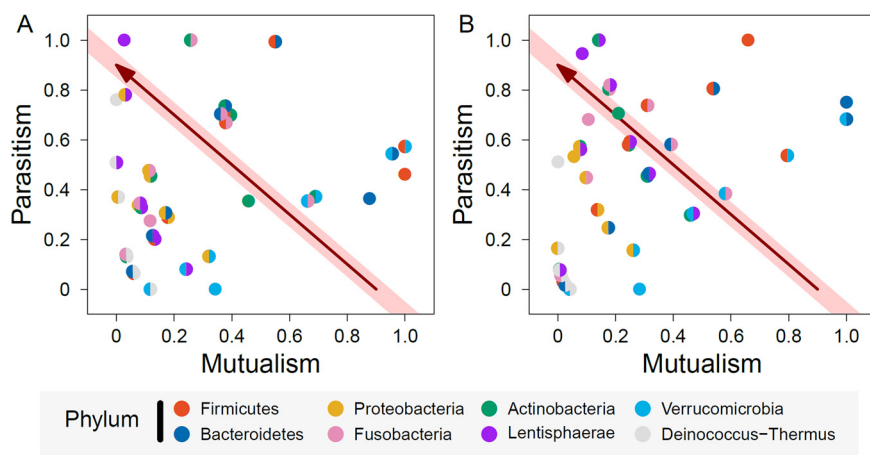 A
B
1.0
0.8
0.6
0.4
0.2
0
Parasitism
0
0.2
0.4
0.6
0.8
1.0
Mutualism
1.0
0.8
0.6
0.4
0.2
0
Parasitism
0
0.2
0.4
0.6
0.8
1.0
Mutualism
Phylum
Firmicutes Proteobacteria Actinobacteria Verrucomicrobia
Bacteroidetes Fusobacteria Lentisphaerae Deinococcus−Thermus